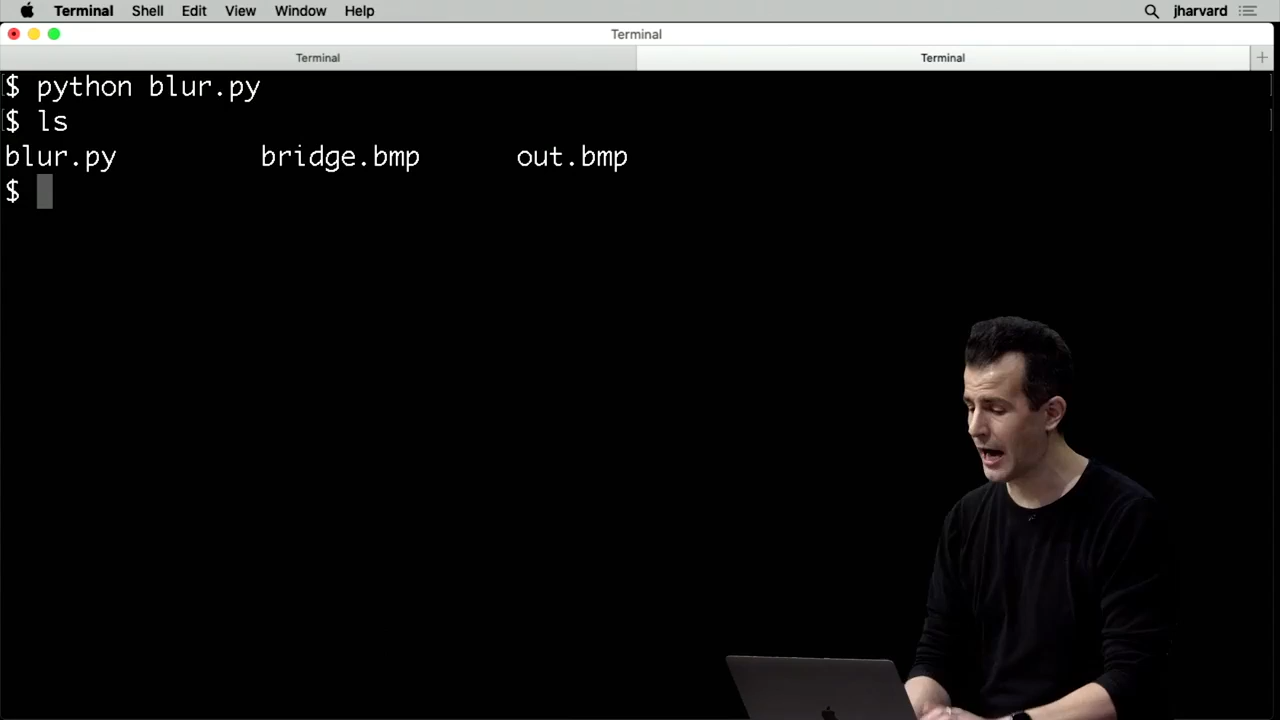 Terminal Shell Edit View Window Help jharvard
Terminal
Terminal Terminal
$ python blur.py
$ ls
blur.py bridge.bmp out.bmp
$